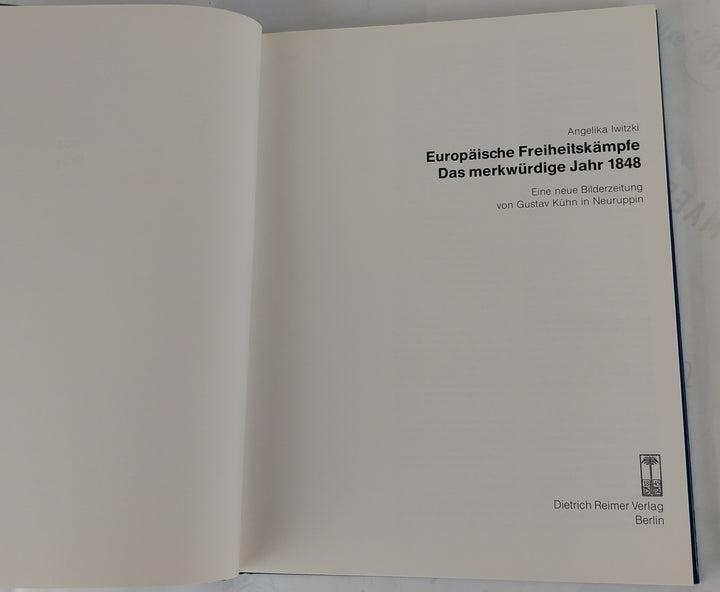 Angelika Iwitzki
Europäische Freiheitskämpfe
Das merkwürdige Jahr 1848
Eine neue Bilderzeitung
von Gustav Kühn in Neuruppin
Dietrich Reimer Verlag
Berlin